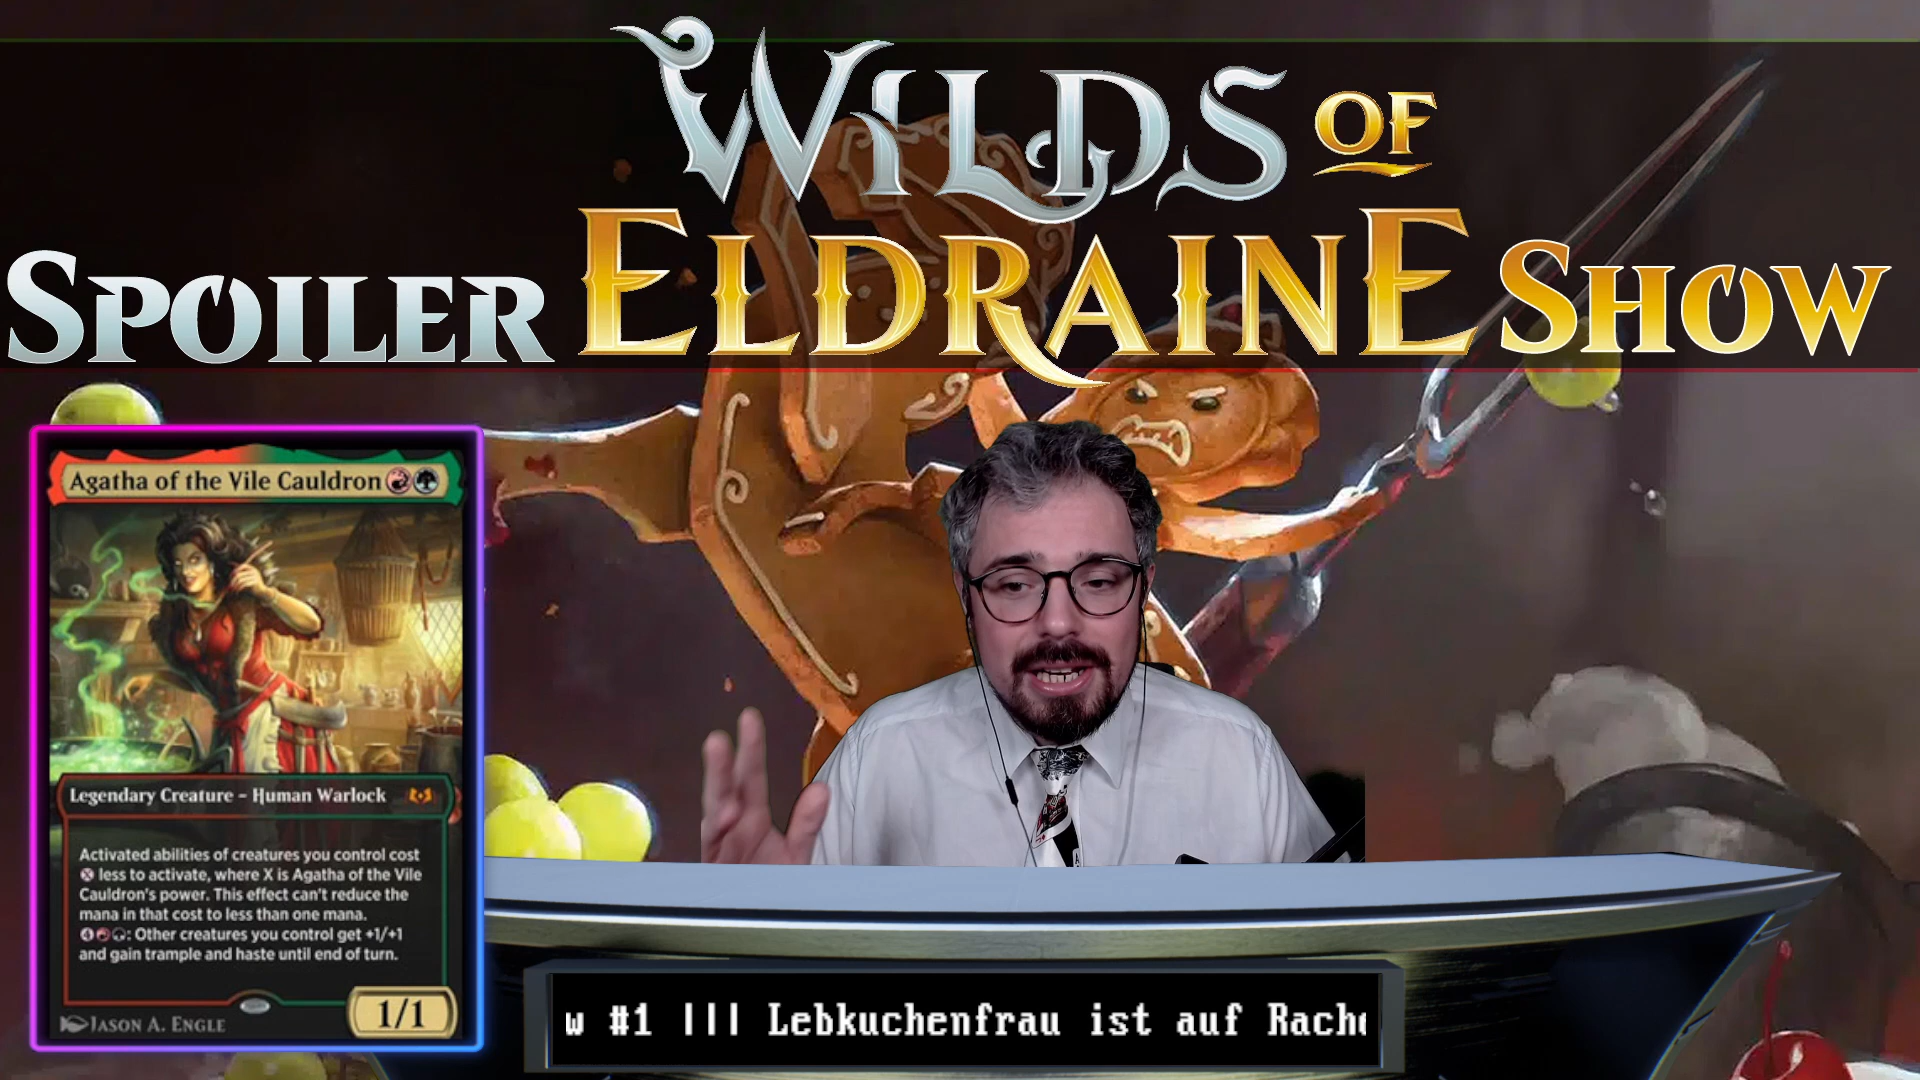 WILDS OF
SPOILER ELDRAINE SHOW
Agatha of the Vile Cauldron
Legendary Creature – Human Warlock
Activated abilities of creatures you control cost
X less to activate, where X is Agatha of the Vile
Cauldron's power. This effect can't reduce the
mana in that cost to less than one mana.
4: Other creatures you control get +1/+1
and gain trample and haste until end of turn.
1/1
JASON A. ENGLE
w #1 ||| Lebkuchenfrau ist auf Rach